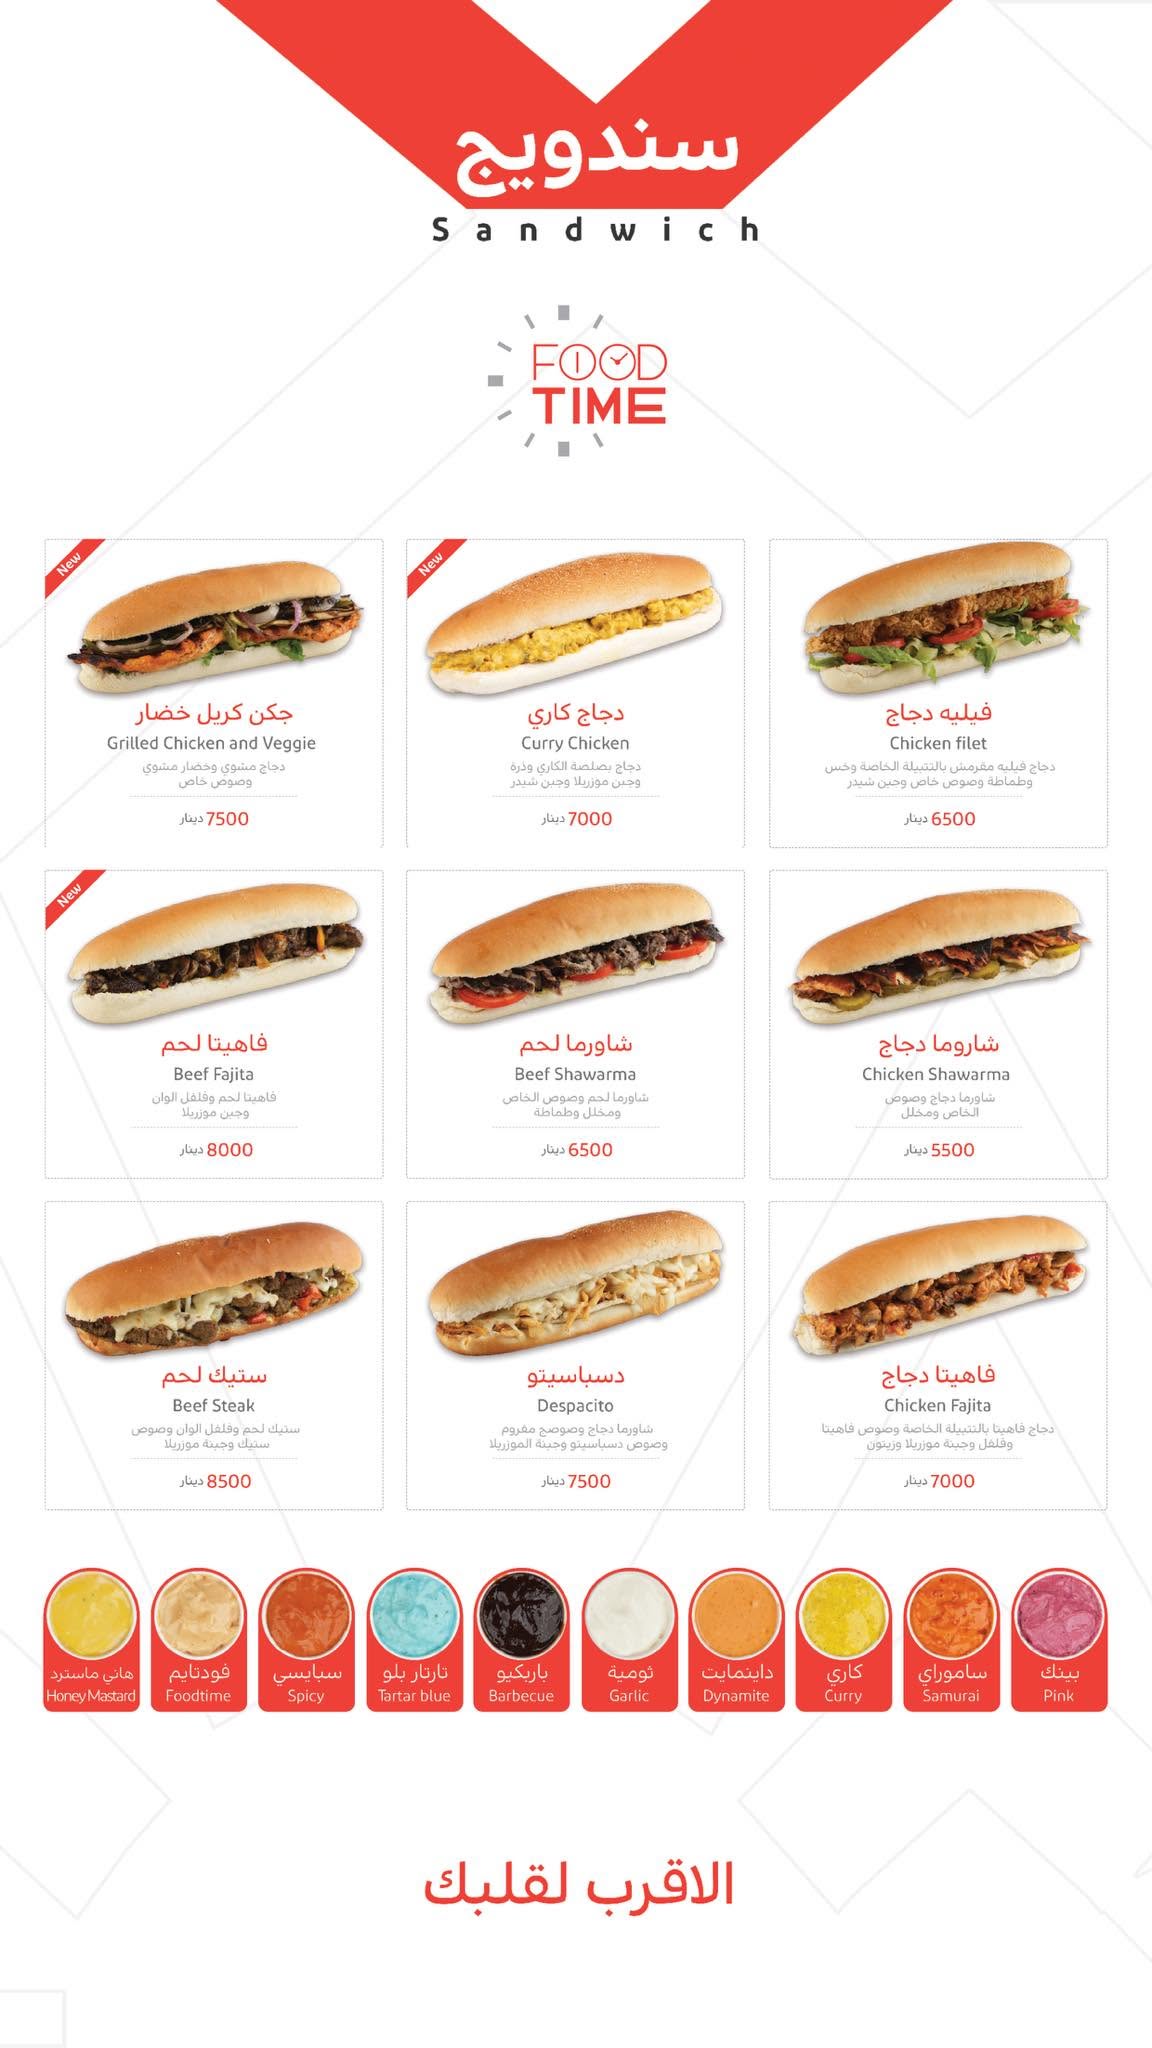 سندويج
Sandwich
FOOD
TIME
New
جكن كريل خضار
Grilled Chicken and Veggie
دجاج مشوي وخضار مشوي
وصوص خاص
7500 دينار
New
دجاج كاري
Curry Chicken
دجاج بصلصة الكاري وذرة
وجبن موزريلا وجبن شيدر
7000 دينار
فيليه دجاج
Chicken filet
دجاج فيليه مقرمش بالتتبيلة الخاصة وخس
وطماطة وصوص خاص وجبن شيدر
6500 دينار
New
فاهيتا لحم
Beef Fajita
فاهيتا لحم وفلفل الوان
وجبن موزريلا
8000 دينار
شاورما لحم
Beef Shawarma
شاورما لحم وصوص الخاص
ومخلل وطماطة
6500 دينار
شاروما دجاج
Chicken Shawarma
شاورما دجاج وصوص
الخاص ومخلل
5500 دينار
ستيك لحم
Beef Steak
ستيك لحم وفلفل الوان وصوص
ستيك وجبنة موزريلا
8500 دينار
دسباسيتو
Despacito
شاورما دجاج وصوصج مفروم
وصوص دسباسيتو وجبنة الموزريلا
7500 دينار
فاهيتا دجاج
Chicken Fajita
دجاج فاهيتا بالتتبيلة الخاصة وصوص فاهيتا
وفلفل وجبنة موزريلا وزيتون
7000 دينار
هاني ماسترد
Honey Mastard
فودتايم
Foodtime
سبايسي
Spicy
تارتار بلو
Tartar blue
باربكيو
Barbecue
ثومية
Garlic
داينمايت
Dynamite
كاري
Curry
ساموراي
Samurai
بينك
Pink
الاقرب لقلبك